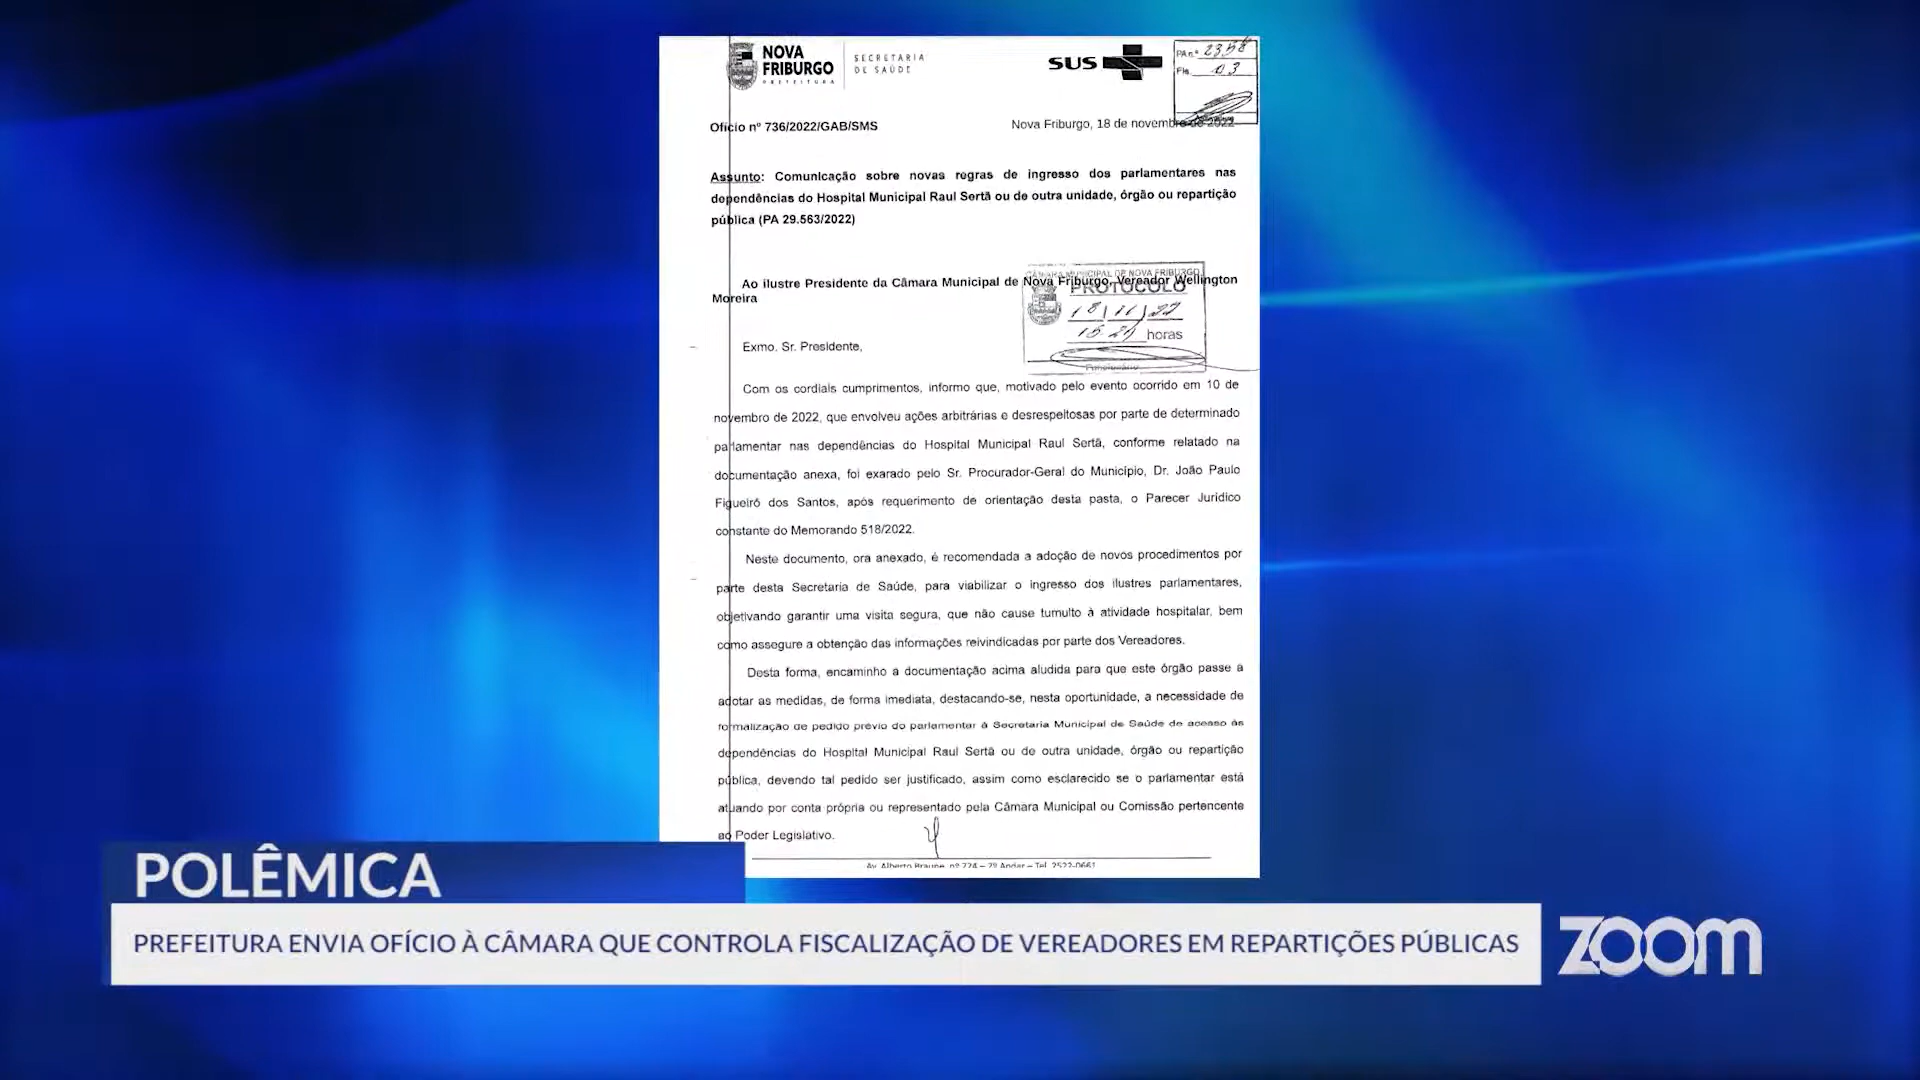 NOVA
FRIBURGO
PREFEITURA
SECRETARIA
DE SAÚDE
SUS
PA nº 2358
Fls. 03
Ofício nº 736/2022/GAB/SMS
Nova Friburgo, 18 de novembro de 2022
Assunto: Comunicação sobre novas regras de ingresso dos parlamentares nas
dependências do Hospital Municipal Raul Sertã ou de outra unidade, órgão ou repartição
pública (PA 29.563/2022)
Ao ilustre Presidente da Câmara Municipal de Nova Friburgo, Vereador Wellington
Moreira
CÂMARA MUNICIPAL DE NOVA FRIBURGO
PROTOCOLO
18/11/22
horas
Funcionário
Exmo. Sr. Presidente,
Com os cordiais cumprimentos, informo que, motivado pelo evento ocorrido em 10 de
novembro de 2022, que envolveu ações arbitrárias e desrespeitosas por parte de determinado
parlamentar nas dependências do Hospital Municipal Raul Sertã, conforme relatado na
documentação anexa, foi exarado pelo Sr. Procurador-Geral do Município, Dr. João Paulo
Figueiró dos Santos, após requerimento de orientação desta pasta, o Parecer Jurídico
constante do Memorando 518/2022.
Neste documento, ora anexado, é recomendada a adoção de novos procedimentos por
parte desta Secretaria de Saúde, para viabilizar o ingresso dos ilustres parlamentares,
objetivando garantir uma visita segura, que não cause tumulto à atividade hospitalar, bem
como assegure a obtenção das informações reivindicadas por parte dos Vereadores.
Desta forma, encaminho a documentação acima aludida para que este órgão passe a
adotar as medidas, de forma imediata, destacando-se, nesta oportunidade, a necessidade de
formalização de pedido prévio do parlamentar à Secretaria Municipal de Saúde de acesso às
dependências do Hospital Municipal Raul Sertã ou de outra unidade, órgão ou repartição
pública, devendo tal pedido ser justificado, assim como esclarecido se o parlamentar está
atuando por conta própria ou representado pela Câmara Municipal ou Comissão pertencente
ao Poder Legislativo.
Av. Alberto Braune, nº 224 – 2º Andar – Tel. 2522-0661
POLÊMICA
PREFEITURA ENVIA OFÍCIO À CÂMARA QUE CONTROLA FISCALIZAÇÃO DE VEREADORES EM REPARTIÇÕES PÚBLICAS
ZOOM